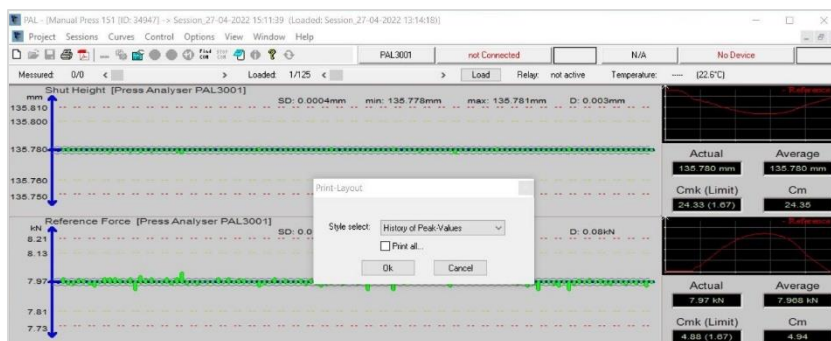 PAL - [Manual Press 151 [ID: 34947] -> Session_27-04-2022 15:11:39 (Loaded: Session_27-04-2022 13:14:18)]
Project Sessions Curves Control Options View Window Help
PAL3001 not Connected N/A No Device
Messured: 0/0 < > Loaded: 1/125 < > Load Relay: not active Temperature: ---- (22.6°C)
Shut Height [Press Analyser PAL3001]
mm SD: 0.0004mm min: 135.778mm max: 135.781mm D: 0.003mm
135.810
135.800
135.780
135.760
135.750
Reference
Actual Average
135.780 mm 135.780 mm
Cmk (Limit) Cm
24.33 (1.67) 24.35
Print-Layout
Style select: History of Peak-Values
Print all...
Ok Cancel
Reference Force [Press Analyser PAL3001]
kN SD: 0.0 D: 0.08kN
8.21
8.13
7.97
7.81
7.73
Reference
Actual Average
7.97 kN 7.968 kN
Cmk (Limit) Cm
4.88 (1.67) 4.94